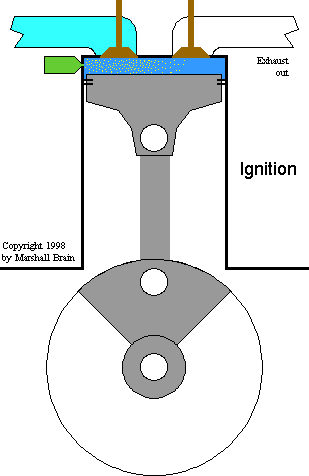 Exhaust
out
Ignition
Copyright 1998
by Marshall Brain